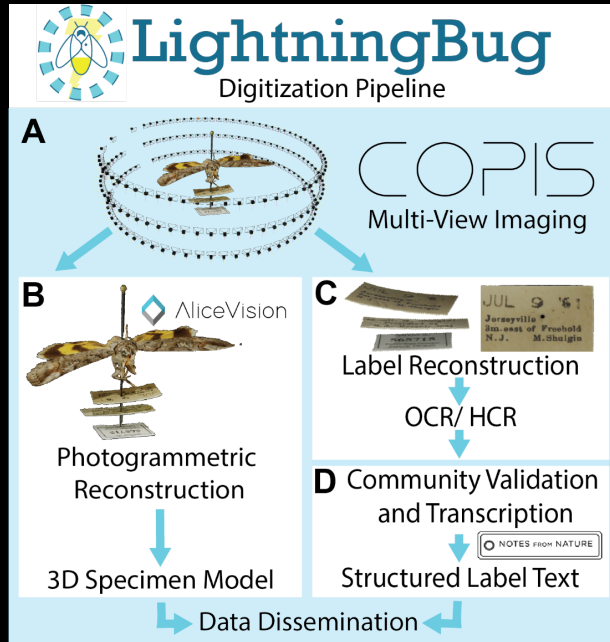 LightningBug
Digitization Pipeline
A
COPIS
Multi-View Imaging
B
AliceVision
Photogrammetric
Reconstruction
3D Specimen Model
C
JUL 9 '61
Jerseyville
3m.east of Freehold
N.J. M.Shulgin
Label Reconstruction
OCR/ HCR
D Community Validation
and Transcription
NOTES FROM NATURE
Structured Label Text
Data Dissemination